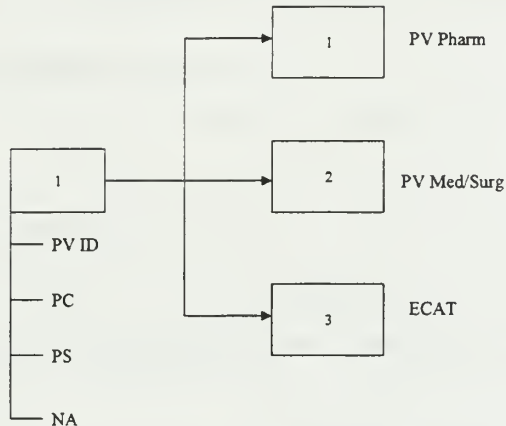 1 PV Pharm
1
2 PV Med/Surg
PV ID
PC
3 ECAT
PS
NA